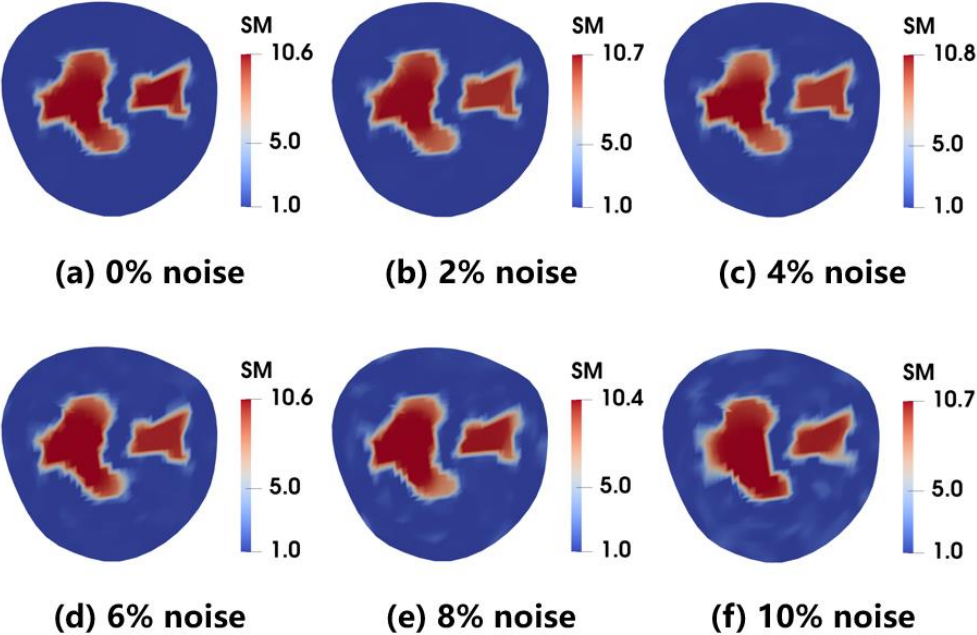 SM
10.6
5.0
1.0
(a) 0% noise
SM
10.7
5.0
1.0
(b) 2% noise
SM
10.8
5.0
1.0
(c) 4% noise
SM
10.6
5.0
1.0
(d) 6% noise
SM
10.4
5.0
1.0
(e) 8% noise
SM
10.7
5.0
1.0
(f) 10% noise